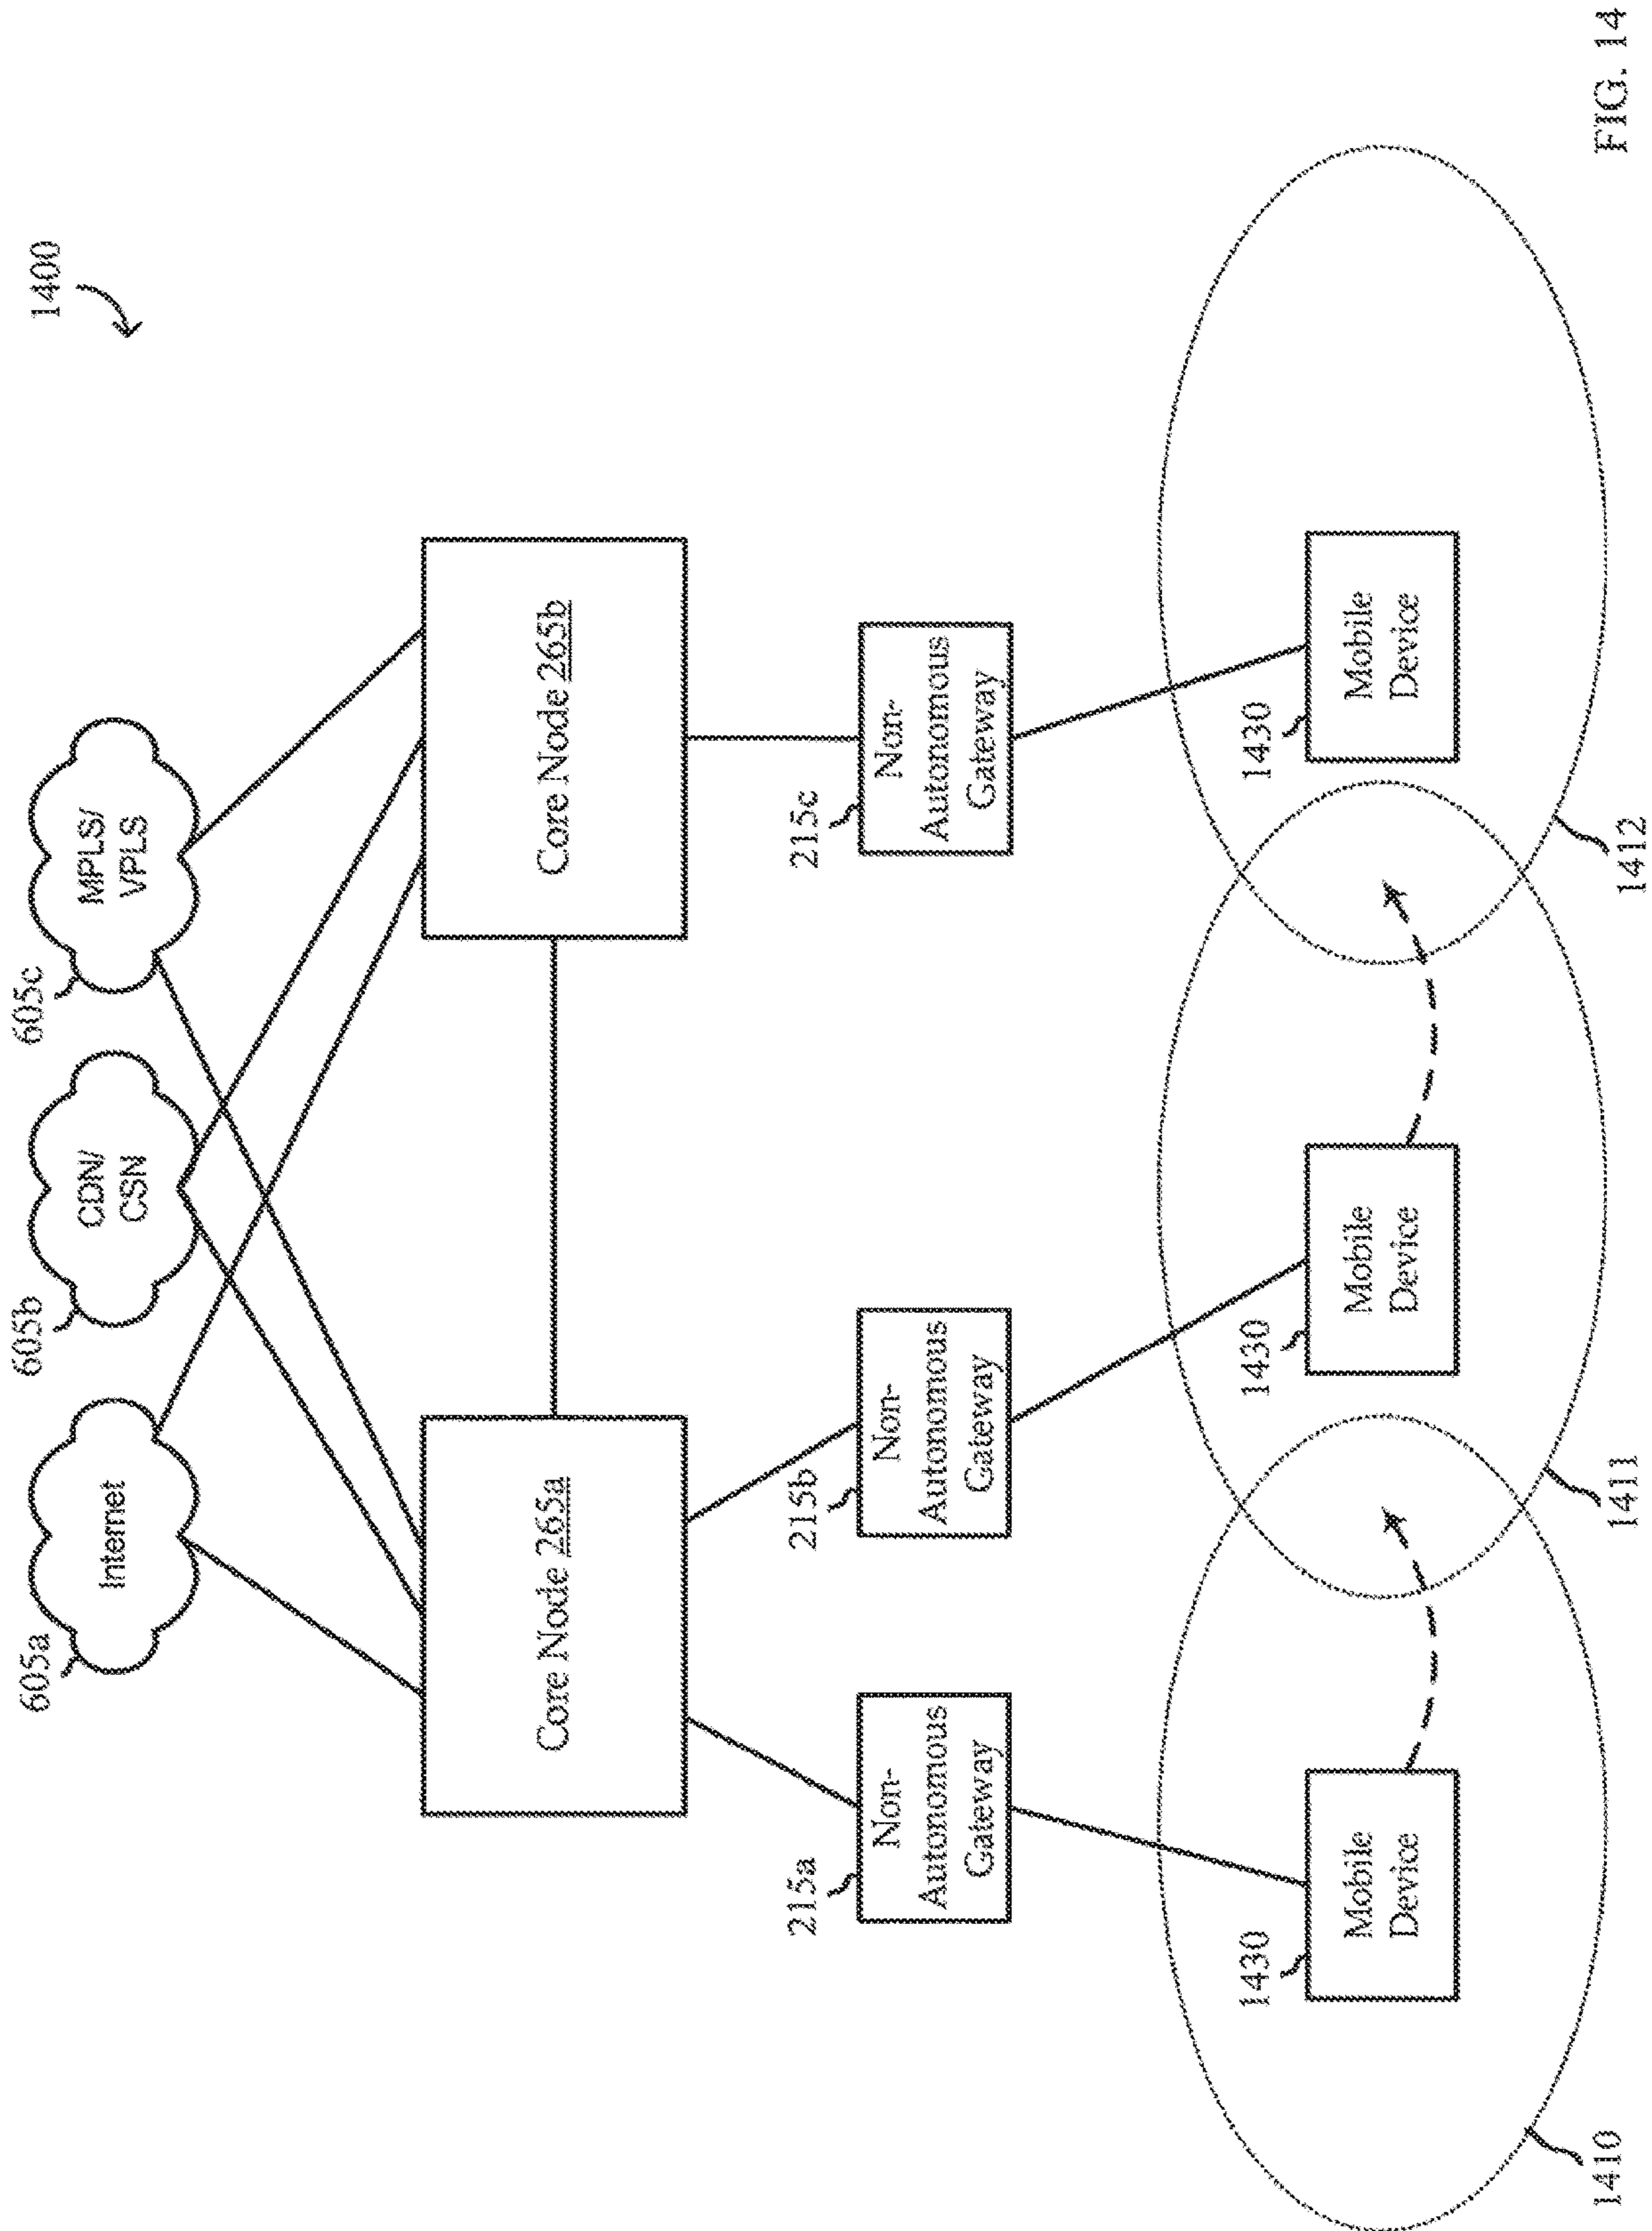 1400
605a
605b
605c
Internet
CDN/
CSN
MPLS/
VPLS
Core Node 265a
Core Node 265b
215a
Non-
Autonomous
Gateway
215b
Non-
Autonomous
Gateway
215c
Non-
Autonomous
Gateway
1430
Mobile
Device
1430
Mobile
Device
1430
Mobile
Device
1410
1411
1412
FIG. 14